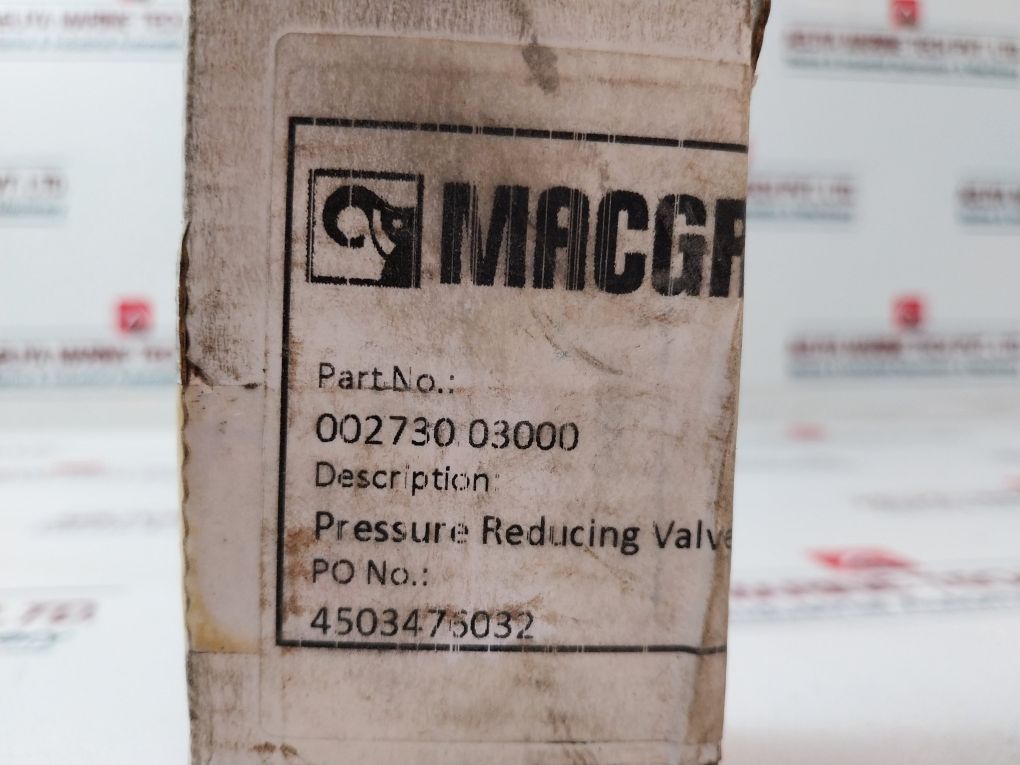 MACGR
Part No.:
002730.03000
Description:
Pressure Reducing Valve
PO No.:
4503476032